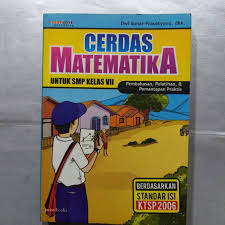 Dwi Sunar Prasetyono, dkk.
CERDAS
MATEMATIKA
UNTUK SMP KELAS VII
Pembahasan, Pelatihan, &
Pemantapan Praktis
BERDASARKAN
STANDAR ISI
KTSP 2006